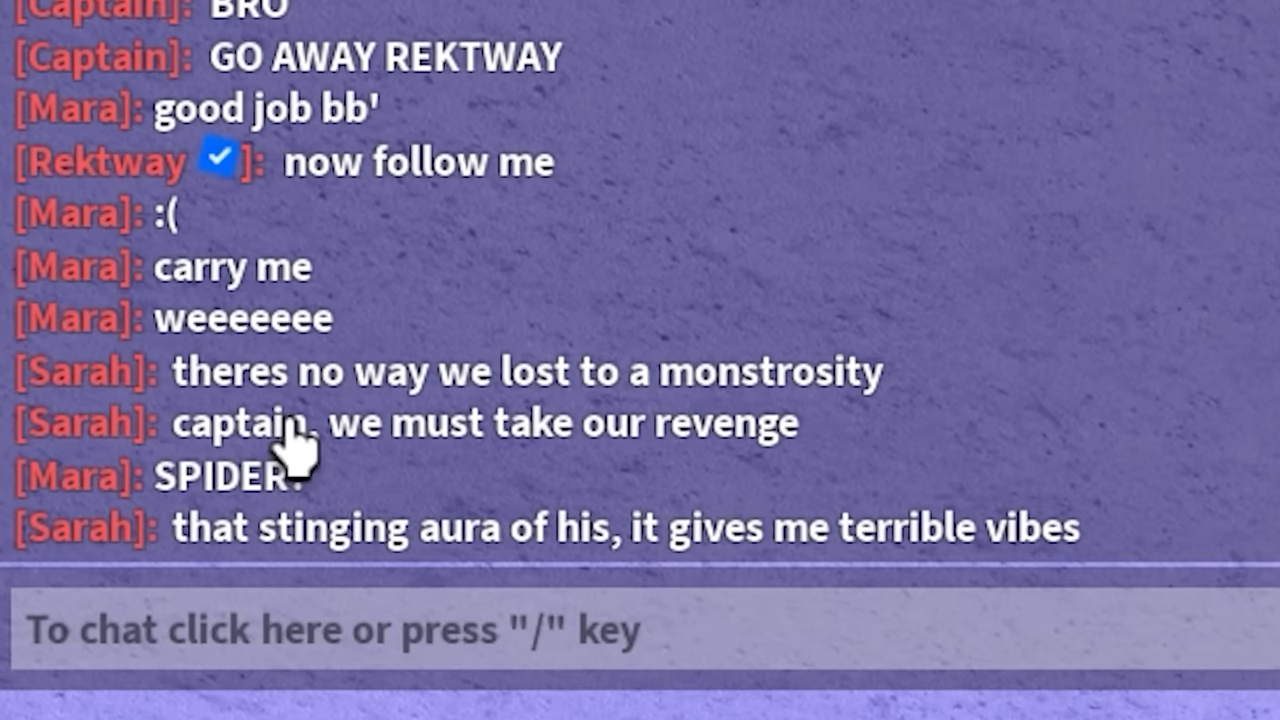 [Captain]: BRO
[Captain]: GO AWAY REKTWAY
[Mara]: good job bb'
[Rektway ]: now follow me
[Mara]: :(
[Mara]: carry me
[Mara]: weeeeeee
[Sarah]: theres no way we lost to a monstrosity
[Sarah]: captain, we must take our revenge
[Mara]: SPIDER
[Sarah]: that stinging aura of his, it gives me terrible vibes
To chat click here or press "/" key